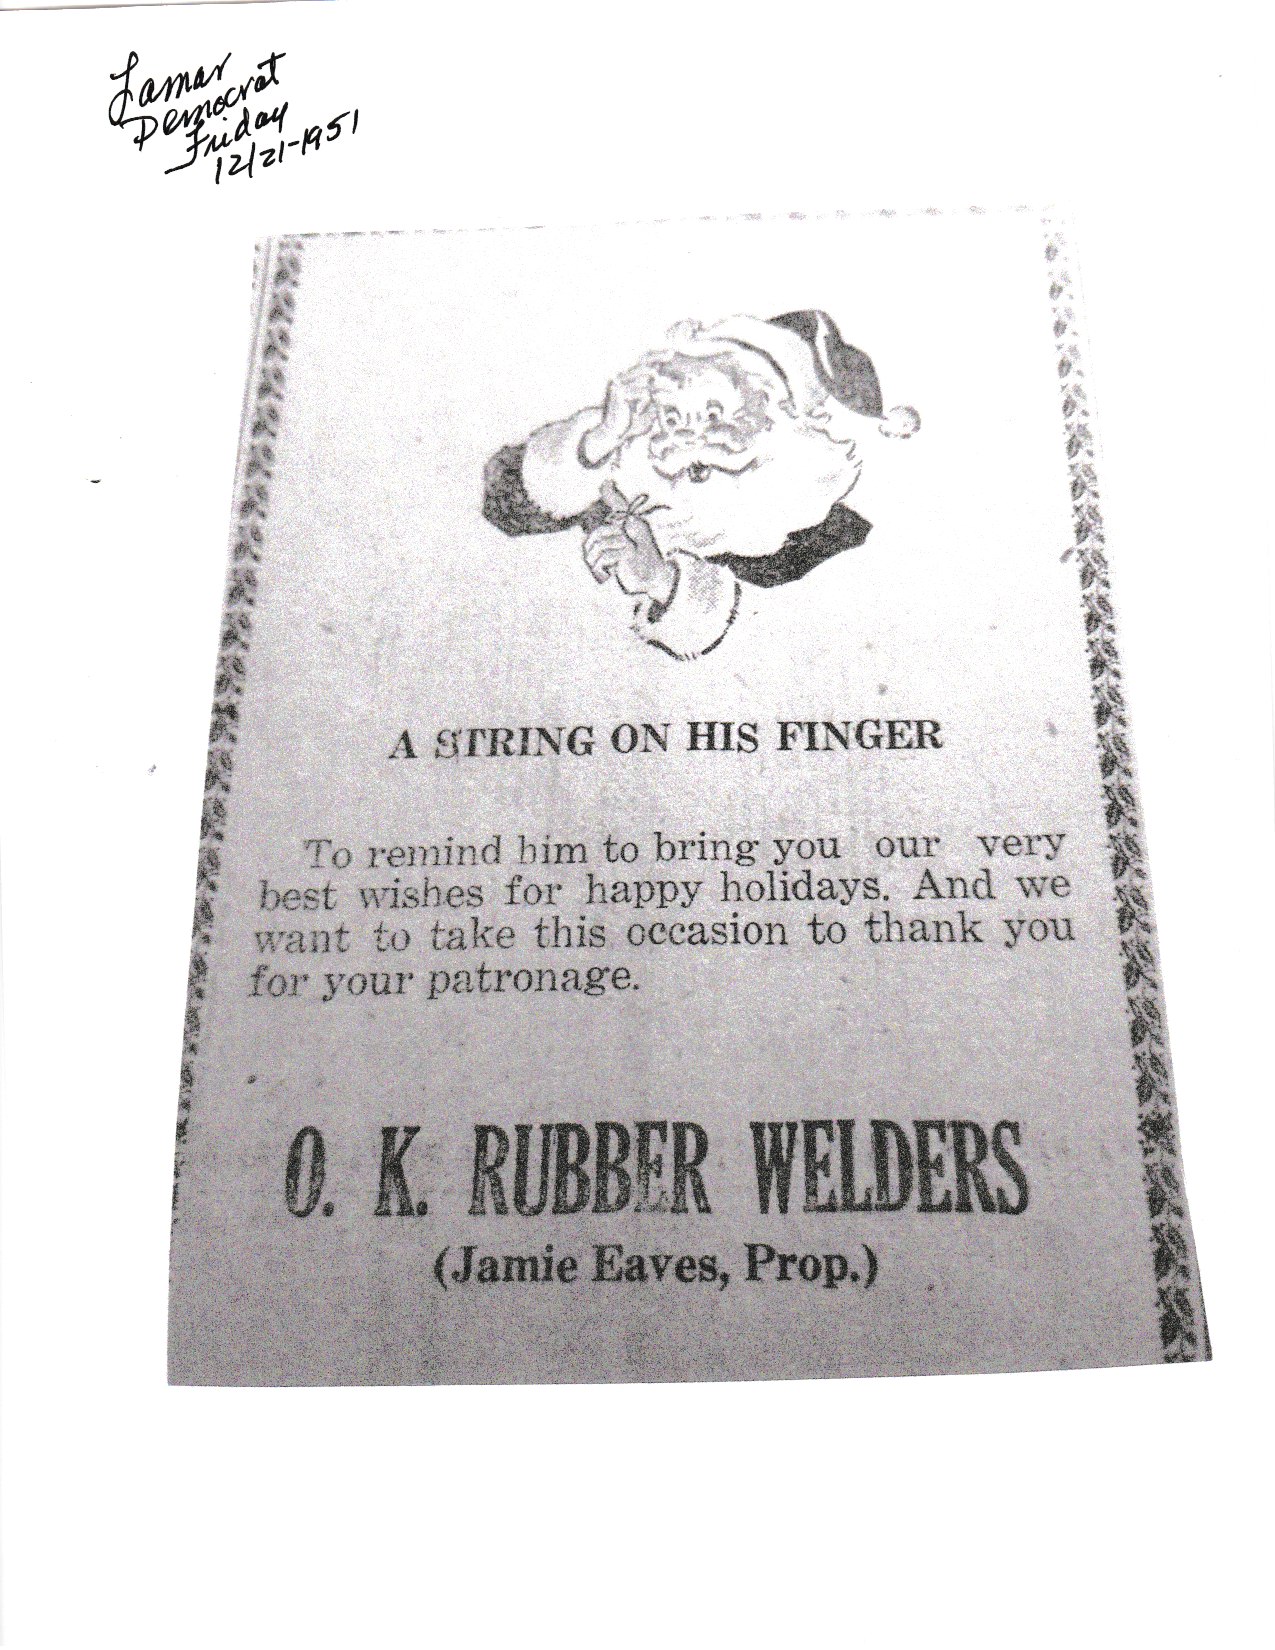 Lamar
Democrat
Friday
12/21-1951
A STRING ON HIS FINGER
To remind him to bring you our very
best wishes for happy holidays. And we
want to take this occasion to thank you
for your patronage.
O. K. RUBBER WELDERS
(Jamie Eaves, Prop.)